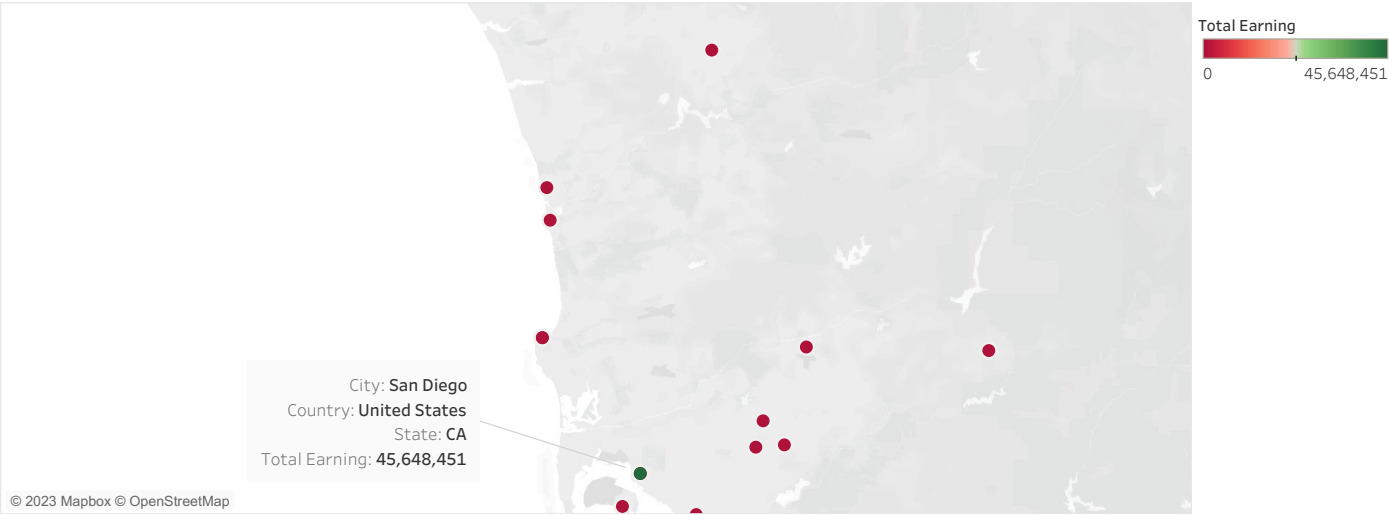 Total Earning
0 45,648,451
City: San Diego
Country: United States
State: CA
Total Earning: 45,648,451
© 2023 Mapbox © OpenStreetMap